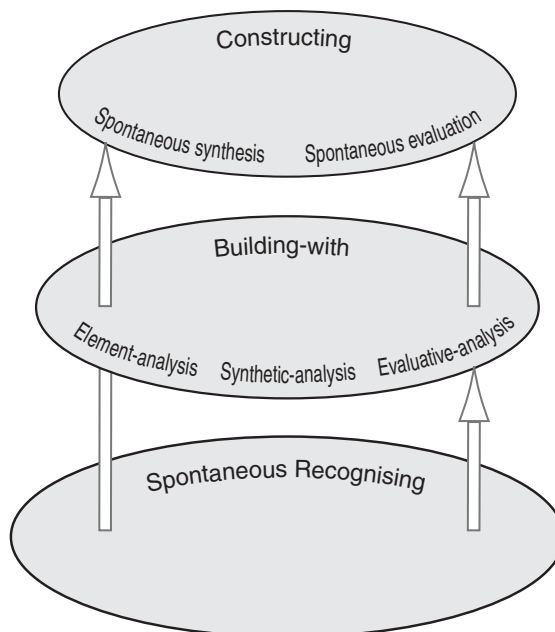 Constructing
Spontaneous synthesis
Spontaneous evaluation
Building-with
Element-analysis
Synthetic-analysis
Evaluative-analysis
Spontaneous Recognising